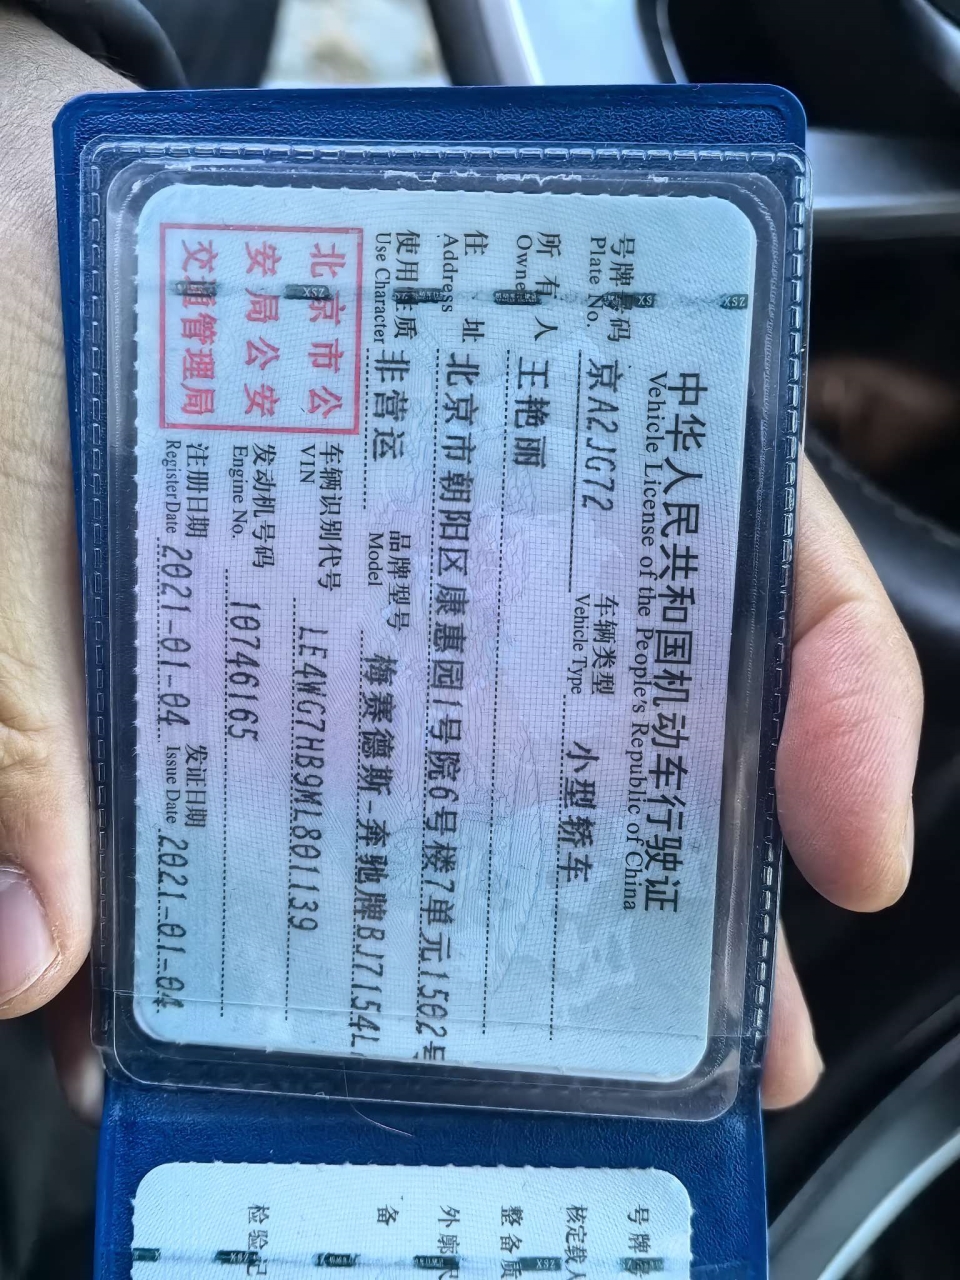 中华人民共和国机动车行驶证
Vehicle License of the People's Republic of China
号牌号码 京A2JG72 车辆类型 小型轿车
Plate No. Vehicle Type
所有人 王艳丽
Owner
住址 北京市朝阳区康惠园1号院6号楼7单元1502号
Address
使用性质 非营运 品牌型号 梅赛德斯-奔驰牌BJ7154L
Use Character Model
北京市公
安局公安
交通管理局
车辆识别代号 LE4WG7HB9ML801139
VIN
发动机号码 10746165
Engine No.
注册日期 2021-01-04 发证日期 2021-01-04
Register Date Issue Date
号牌
核定载人
整备质
外廓尺
备
检验记